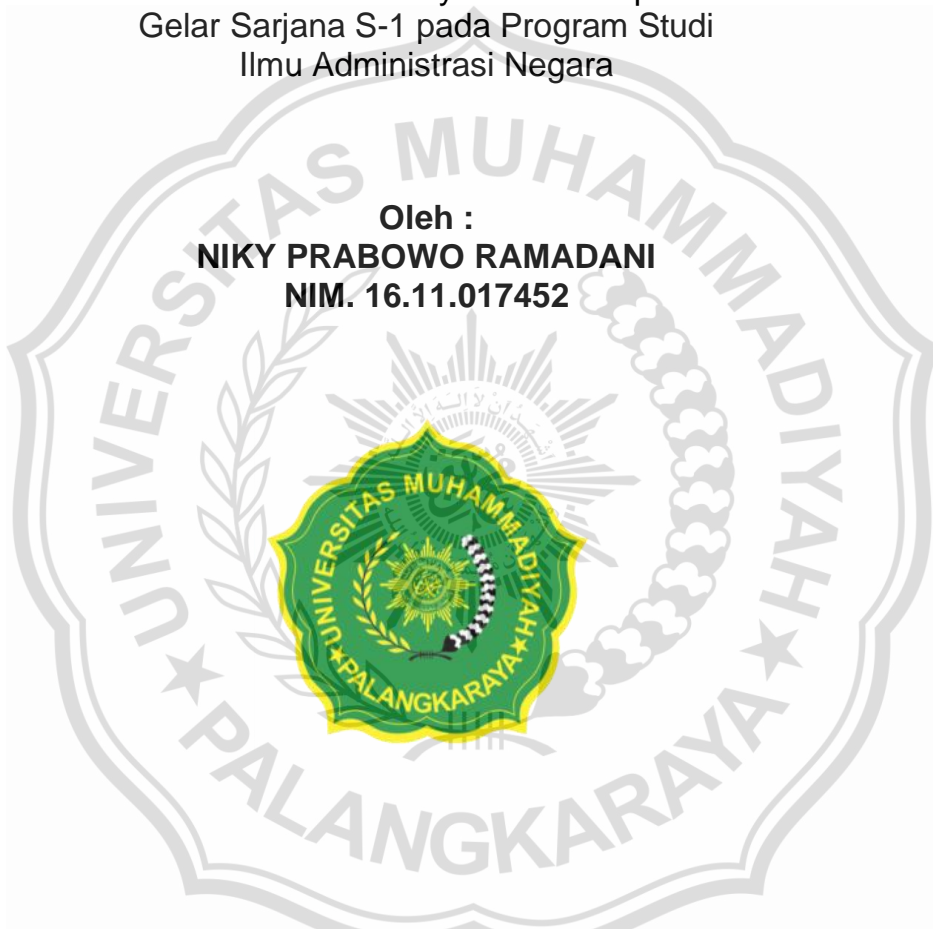 Gelar Sarjana S-1 pada Program Studi
Ilmu Administrasi Negara
Oleh :
NIKY PRABOWO RAMADANI
NIM. 16.11.017452
UNIVERSITAS MUHAMMADIYAH
PALANGKARAYA
UNIVERSITAS MUHAMMADIYAH
PALANGKARAYA